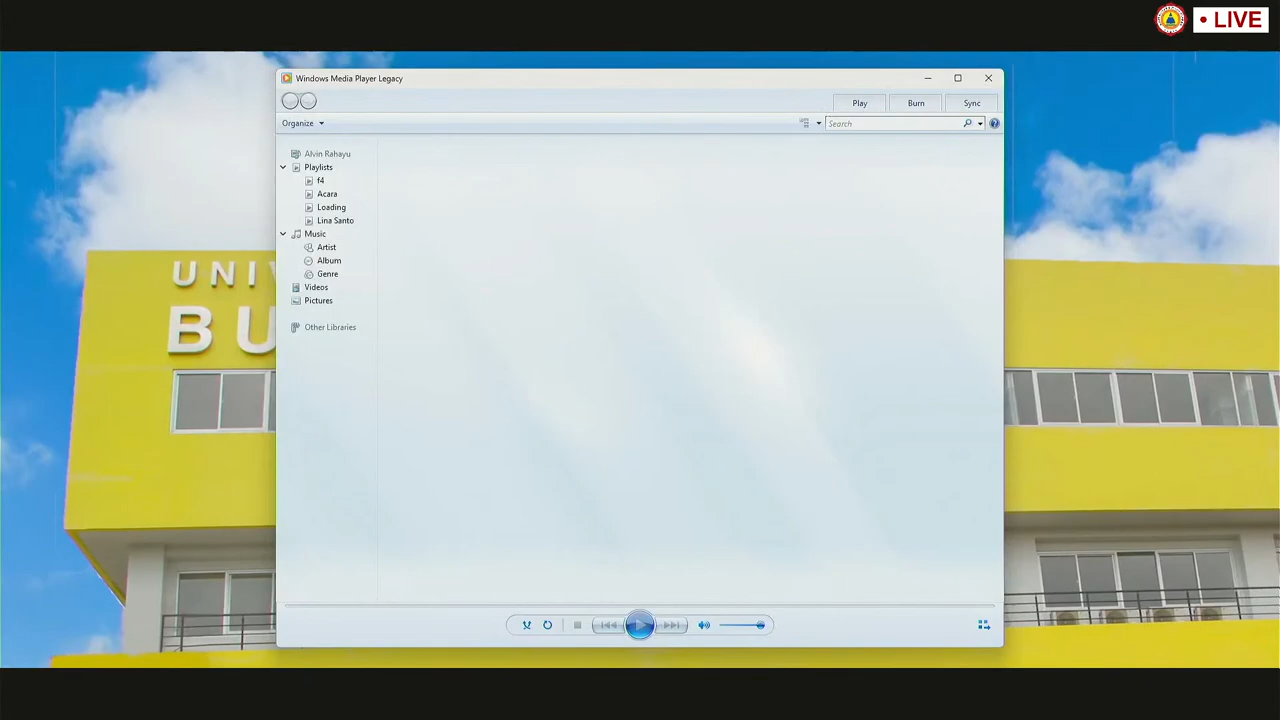 • LIVE
Windows Media Player Legacy
Play
Burn
Sync
Organize
Search
Alvin Rahayu
Playlists
f4
Acara
Loading
Lina Santo
Music
Artist
Album
Genre
Videos
Pictures
Other Libraries
UNIV
BU